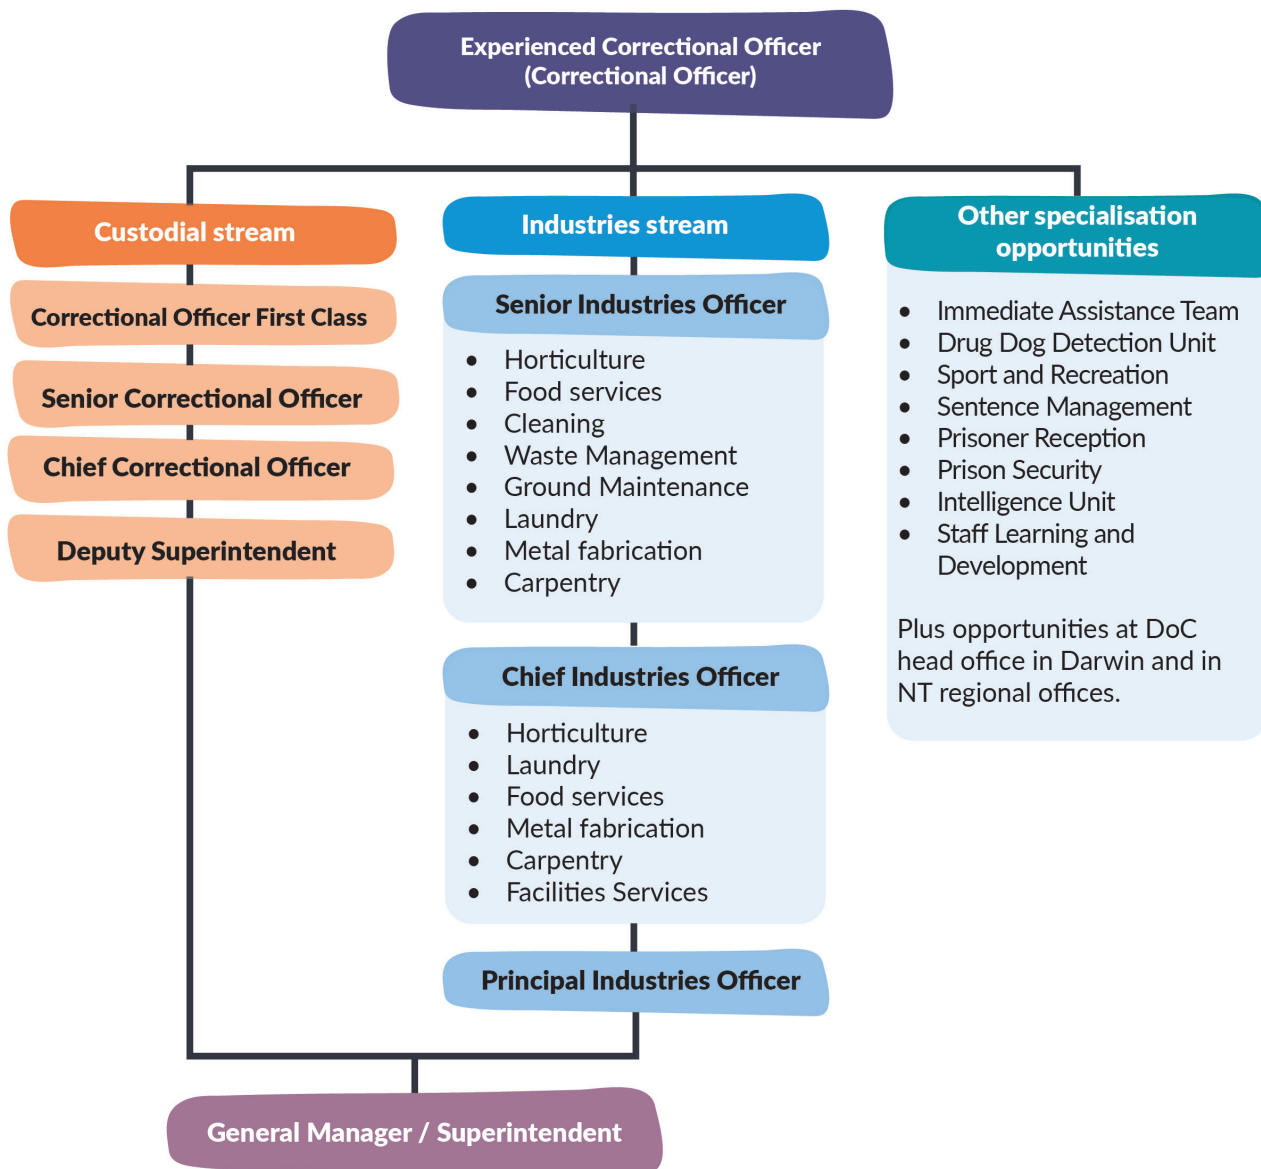 Experienced Correctional Officer
(Correctional Officer)
Custodial stream
Correctional Officer First Class
Senior Correctional Officer
Chief Correctional Officer
Deputy Superintendent
Industries stream
Senior Industries Officer
• Horticulture
• Food services
• Cleaning
• Waste Management
• Ground Maintenance
• Laundry
• Metal fabrication
• Carpentry
Chief Industries Officer
• Horticulture
• Laundry
• Food services
• Metal fabrication
• Carpentry
• Facilities Services
Principal Industries Officer
Other specialisation
opportunities
• Immediate Assistance Team
• Drug Dog Detection Unit
• Sport and Recreation
• Sentence Management
• Prisoner Reception
• Prison Security
• Intelligence Unit
• Staff Learning and
Development
Plus opportunities at DoC
head office in Darwin and in
NT regional offices.
General Manager / Superintendent